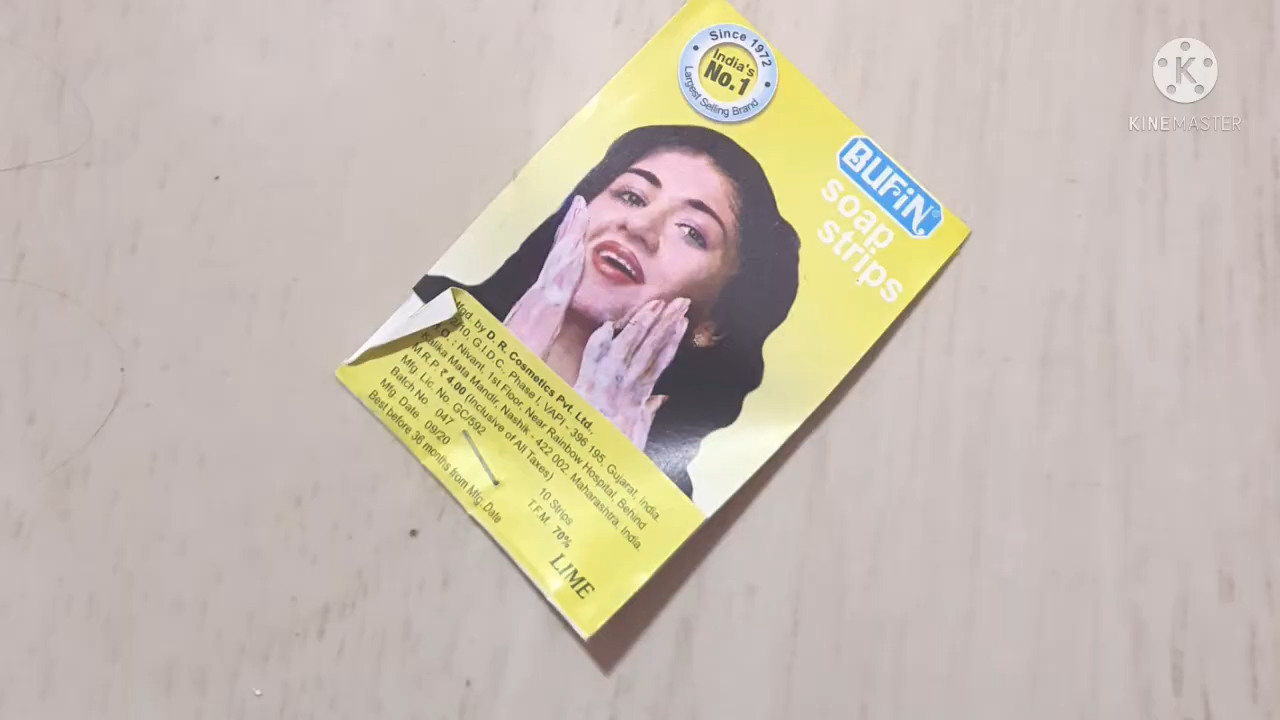 Since 1972
India's
No.1
Largest Selling Brand
BUFiN®
soap
strips
KINEMASTER
Mfgd. by D. R. Cosmetics Pvt. Ltd.,
G.I.D.C., Phase I, VAPI - 396 195, Gujarat, India.
Nivant, 1st Floor, Near Rainbow Hospital, Behind
Kalika Mata Mandir, Nashik - 422 002. Maharashtra, India.
M.R.P. ₹ 4.00 (Inclusive of All Taxes)
Mfg. Lic. No. GC/592
Batch No. 047
Mfg. Date 09/20
Best before 36 months from Mfg. Date
10 Strips
T.F.M. 70%
LIME